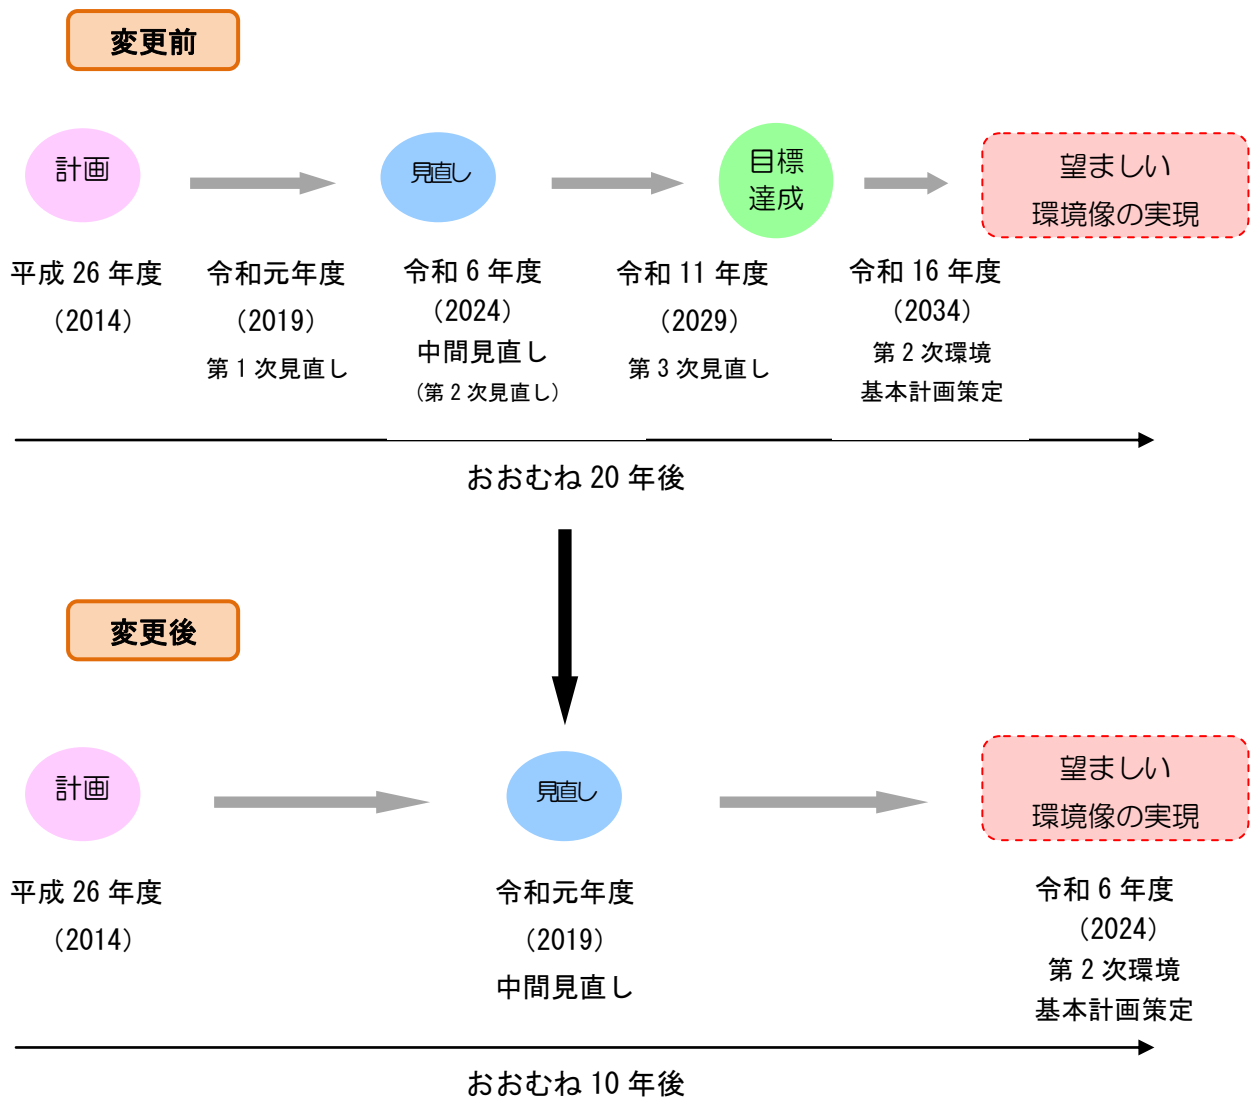 変更前
計画
見直し
目標
達成
望ましい
環境像の実現
平成 26 年度
（2014）
令和元年度
（2019）
第 1 次見直し
令和 6 年度
（2024）
中間見直し
(第 2 次見直し)
令和 11 年度
（2029）
第 3 次見直し
令和 16 年度
（2034）
第 2 次環境
基本計画策定
おおむね 20 年後
変更後
計画
見直し
望ましい
環境像の実現
平成 26 年度
（2014）
令和元年度
（2019）
中間見直し
令和 6 年度
（2024）
第 2 次環境
基本計画策定
おおむね 10 年後